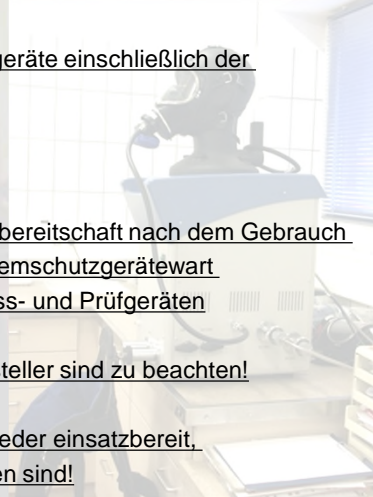 geräte einschließlich der
bereitschaft nach dem Gebrauch
emschutzgerätewart
ss- und Prüfgeräten
teller sind zu beachten!
eder einsatzbereit,
en sind!